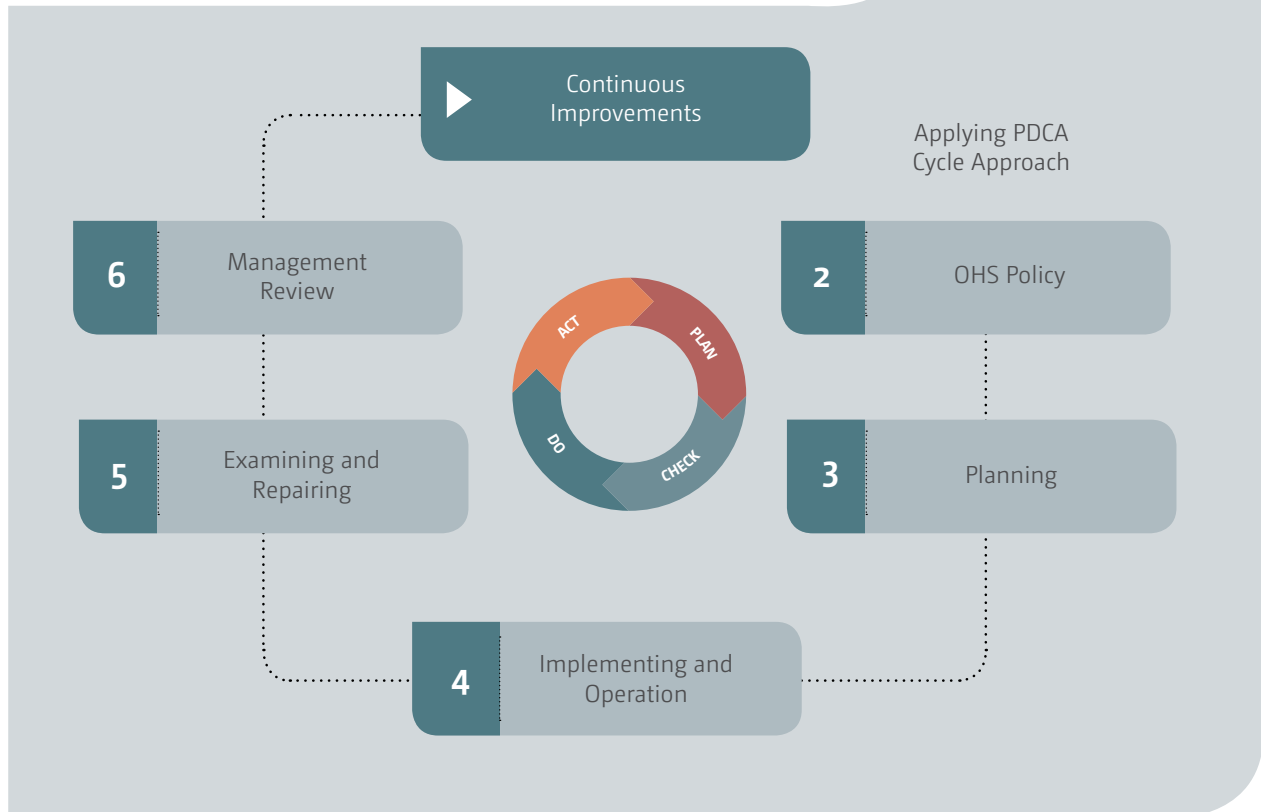 Continuous
Improvements
Applying PDCA
Cycle Approach
6
Management
Review
2
OHS Policy
ACT
PLAN
DO
CHECK
5
Examining and
Repairing
3
Planning
4
Implementing and
Operation